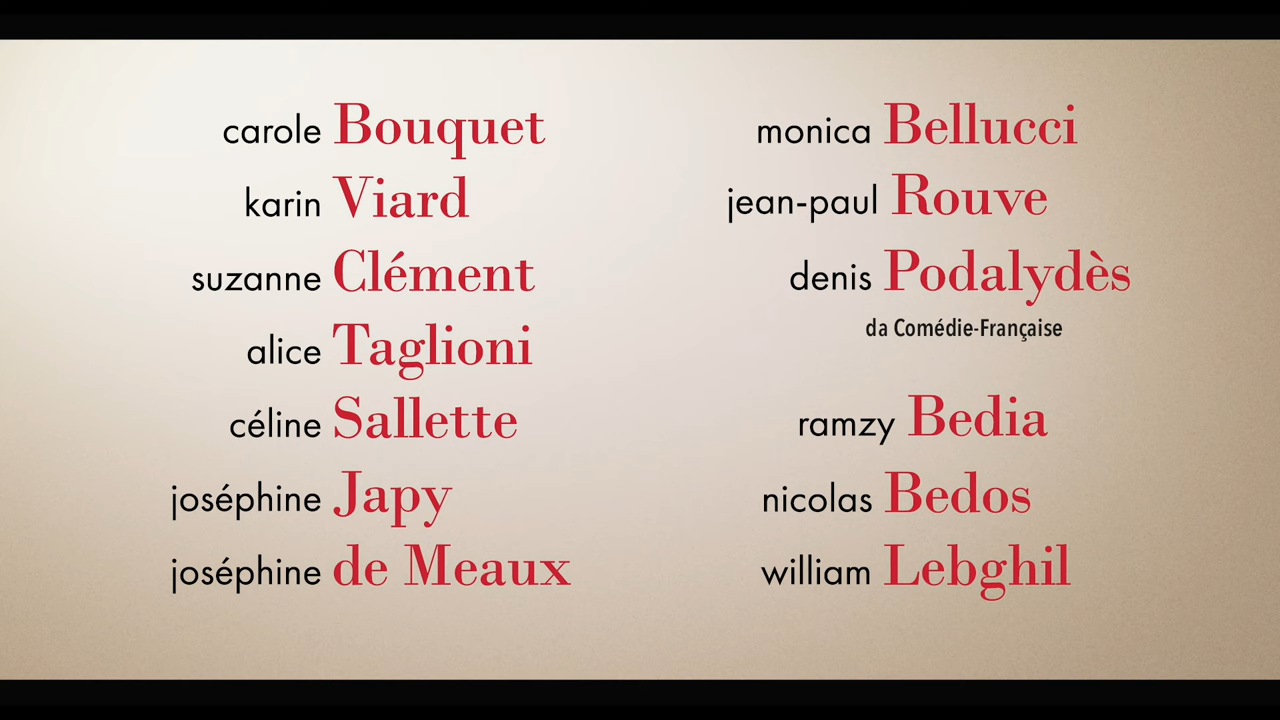 carole Bouquet
karin Viard
suzanne Clément
alice Taglioni
céline Sallette
joséphine Japy
joséphine de Meaux
monica Bellucci
jean-paul Rouve
denis Podalydès
da Comédie-Française
ramzy Bedia
nicolas Bedos
william Lebghil